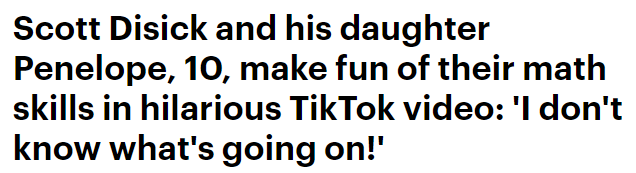 Scott Disick and his daughter
Penelope, 10, make fun of their math
skills in hilarious TikTok video: 'I don't
know what's going on!'